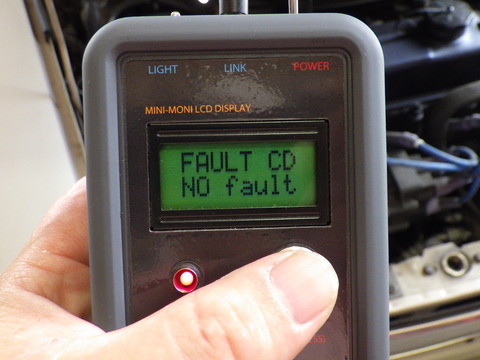 LIGHT LINK POWER
MINI-MONI LCD DISPLAY
FAULT CD
NO fault